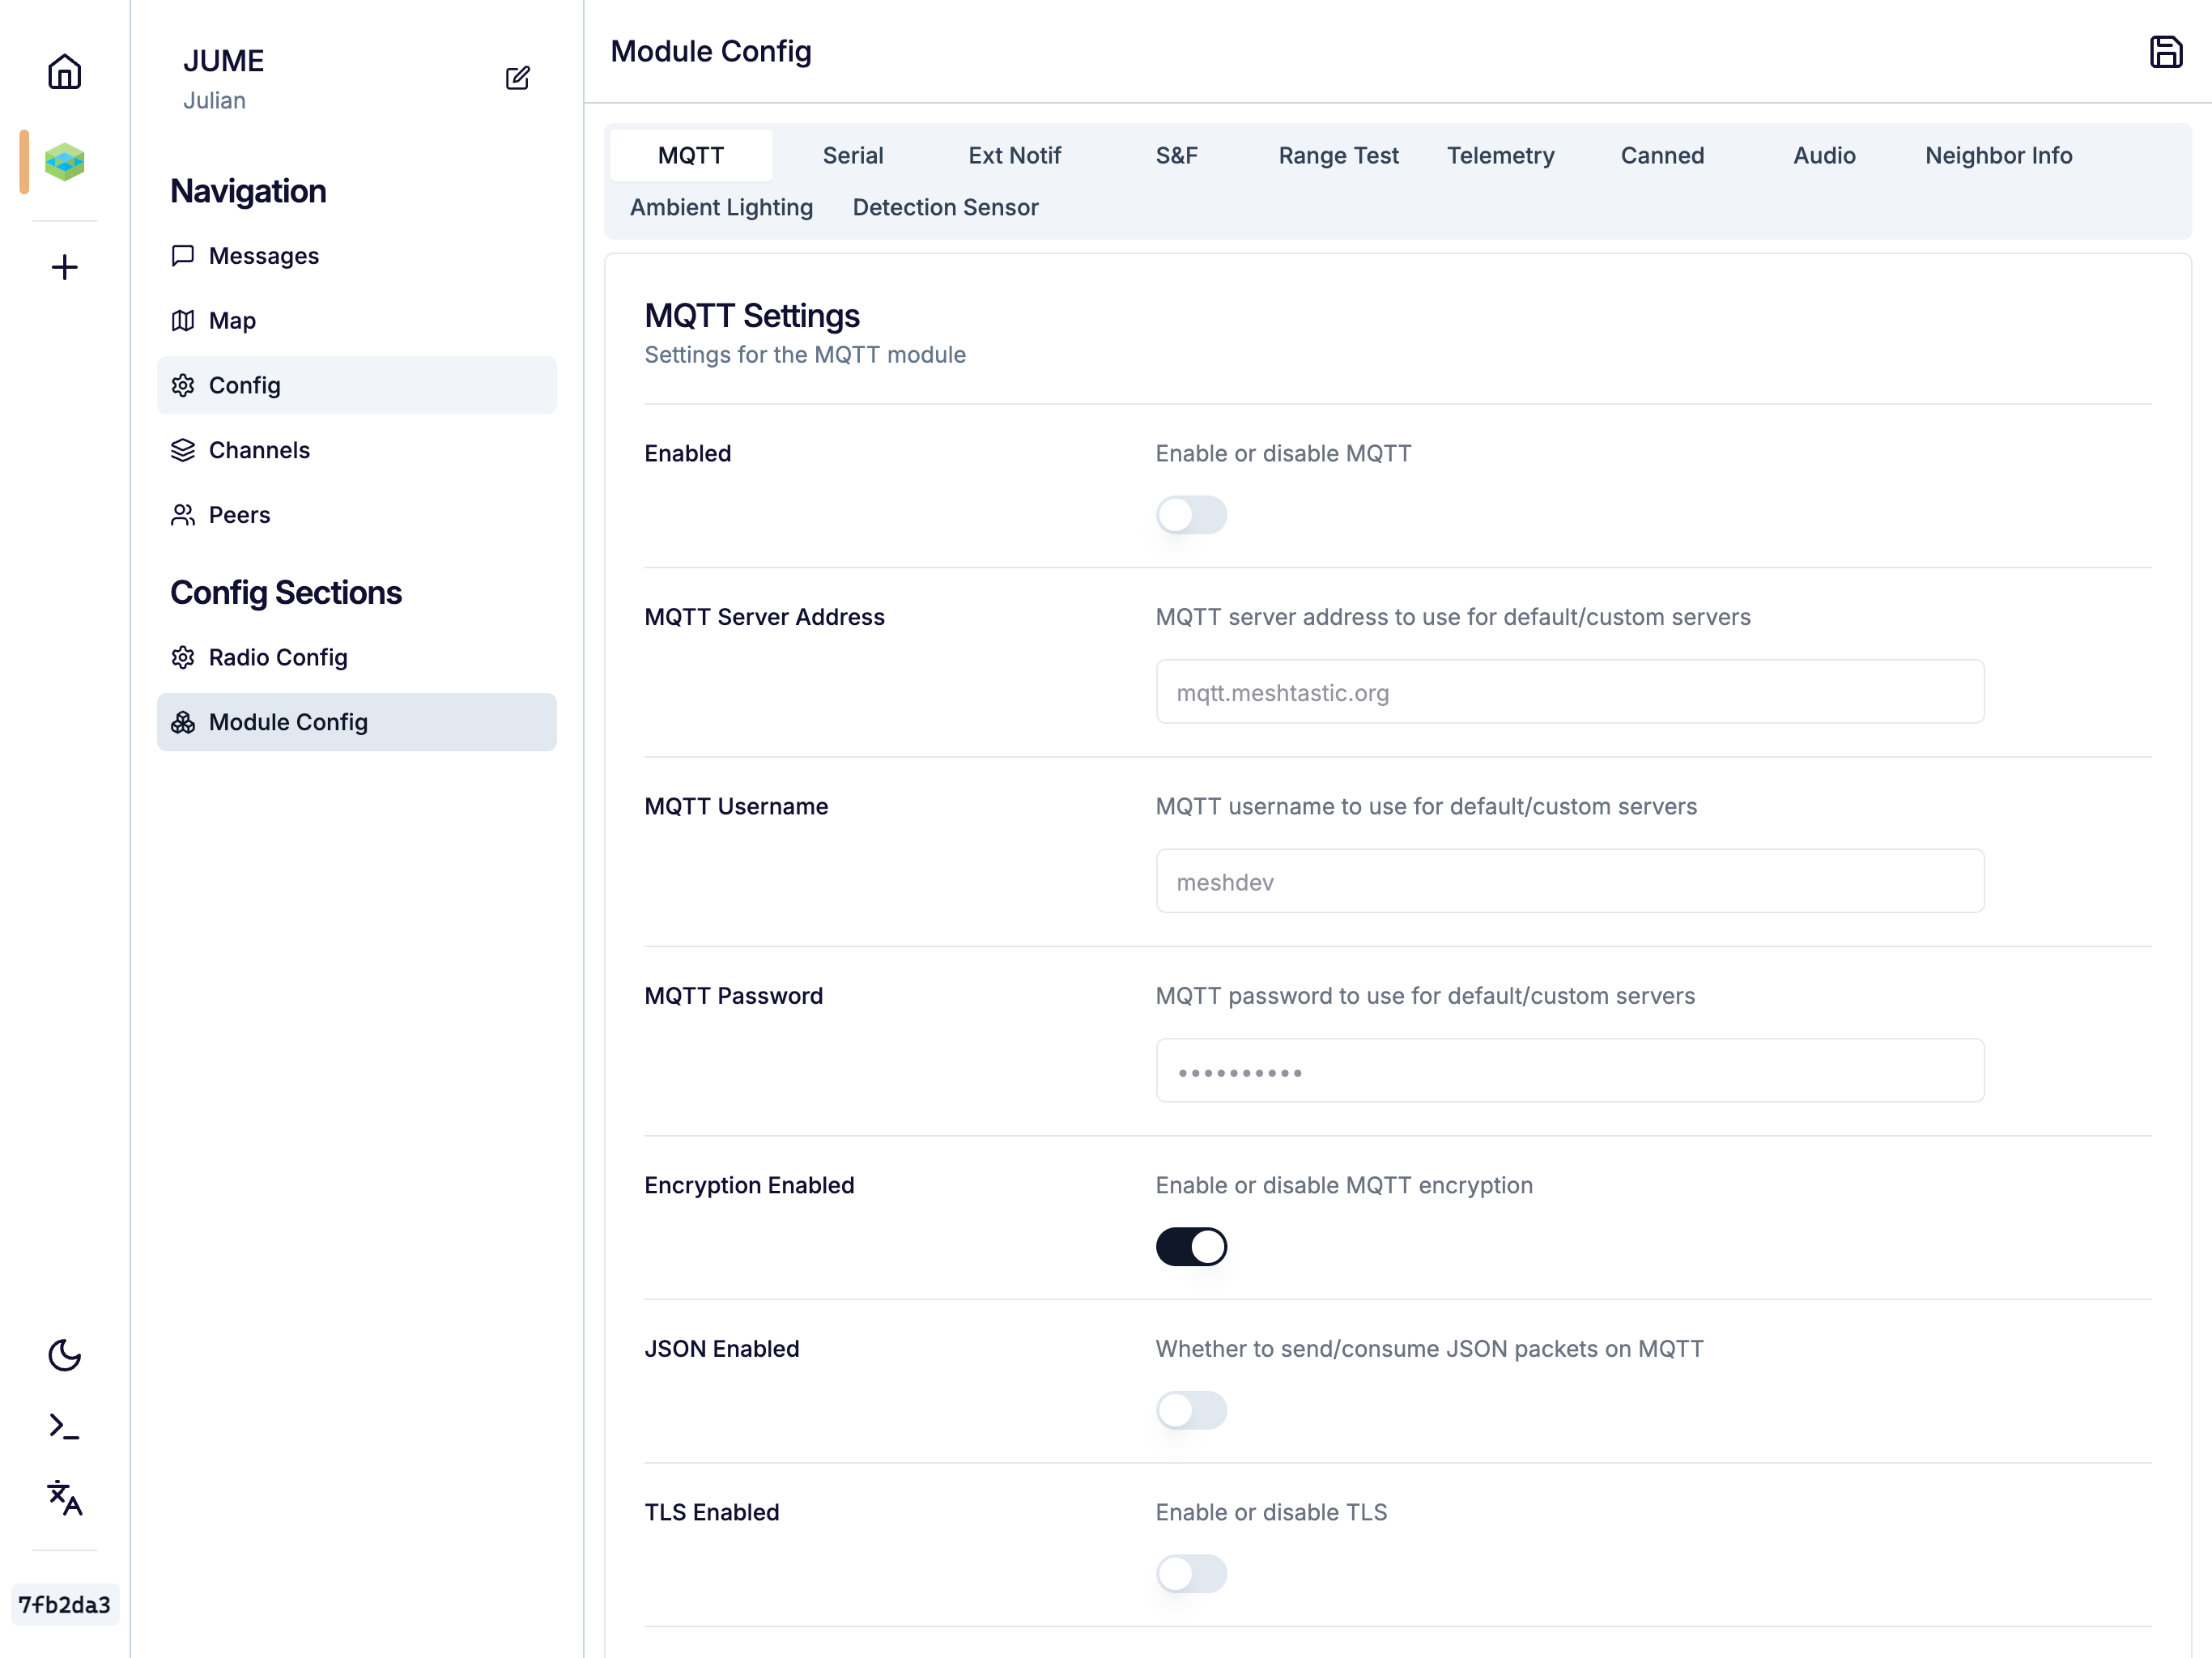 JUME
Julian
Navigation
Messages
Map
Config
Channels
Peers
Config Sections
Radio Config
Module Config
7fb2da3
Module Config
MQTT Serial Ext Notif S&F Range Test Telemetry Canned Audio Neighbor Info
Ambient Lighting Detection Sensor
MQTT Settings
Settings for the MQTT module
Enabled
Enable or disable MQTT
MQTT Server Address
MQTT server address to use for default/custom servers
mqtt.meshtastic.org
MQTT Username
MQTT username to use for default/custom servers
meshdev
MQTT Password
MQTT password to use for default/custom servers
••••••••••
Encryption Enabled
Enable or disable MQTT encryption
JSON Enabled
Whether to send/consume JSON packets on MQTT
TLS Enabled
Enable or disable TLS